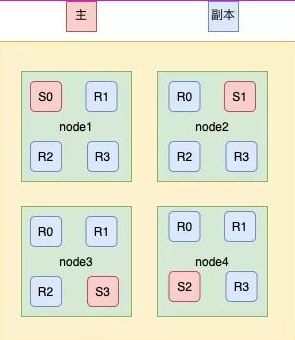 主 副本
S0 R1 R0 S1
node1 node2
R2 R3 R2 R3
R0 R1 R0 R1
node3 node4
R2 S3 S2 R3